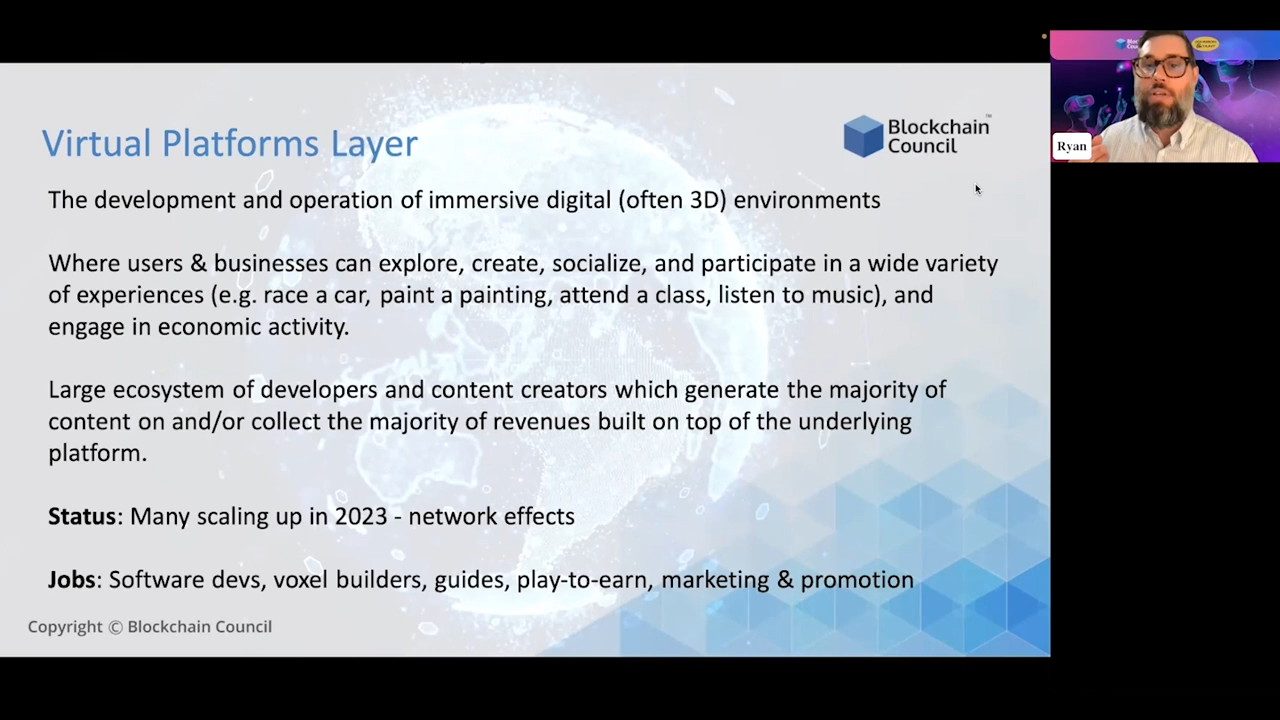 Virtual Platforms Layer
Blockchain
Council
™
The development and operation of immersive digital (often 3D) environments
Where users & businesses can explore, create, socialize, and participate in a wide variety
of experiences (e.g. race a car, paint a painting, attend a class, listen to music), and
engage in economic activity.
Large ecosystem of developers and content creators which generate the majority of
content on and/or collect the majority of revenues built on top of the underlying
platform.
Status: Many scaling up in 2023 - network effects
Jobs: Software devs, voxel builders, guides, play-to-earn, marketing & promotion
Copyright © Blockchain Council
Ryan